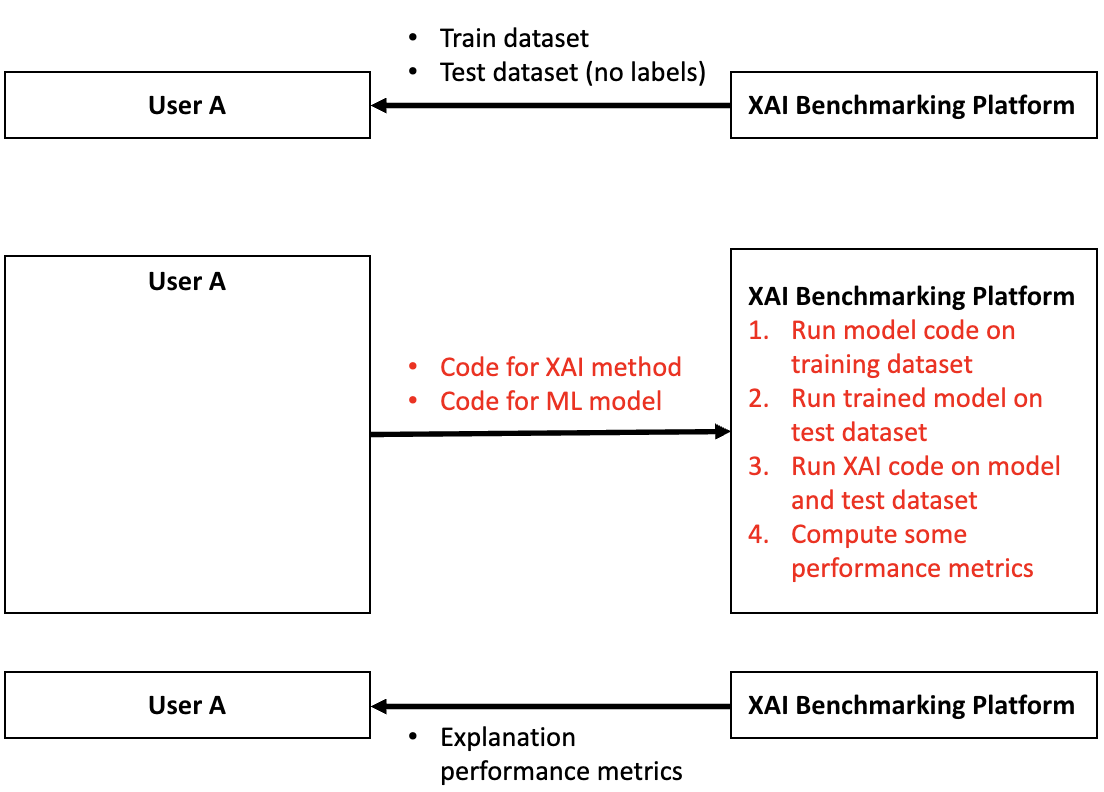 • Train dataset
• Test dataset (no labels)
User A
XAI Benchmarking Platform
User A
• Code for XAI method
• Code for ML model
XAI Benchmarking Platform
1. Run model code on
training dataset
2. Run trained model on
test dataset
3. Run XAI code on model
and test dataset
4. Compute some
performance metrics
User A
XAI Benchmarking Platform
• Explanation
performance metrics